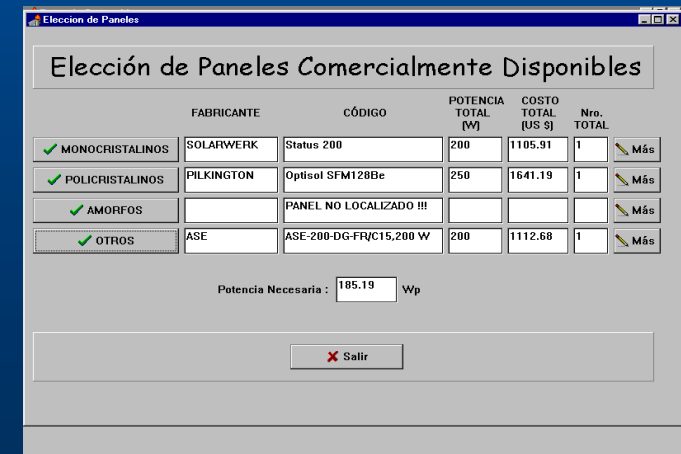 Eleccion de Paneles
Elección de Paneles Comercialmente Disponibles
FABRICANTE CÓDIGO POTENCIA TOTAL (W) COSTO TOTAL (US $) Nro. TOTAL
MONOCRISTALINOS SOLARWERK Status 200 200 1105.91 1 Más
POLICRISTALINOS PILKINGTON Optisol SFM128Be 250 1641.19 1 Más
AMORFOS PANEL NO LOCALIZADO !!! Más
OTROS ASE ASE-200-DG-FR/C15,200 W 200 1112.68 1 Más
Potencia Necesaria : 185.19 Wp
Salir